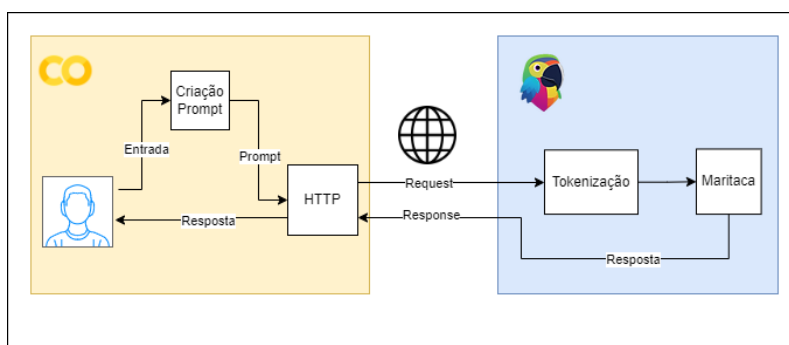 CO
Criação
Prompt
Entrada
Prompt
HTTP
Resposta
Request
Response
Tokenização
Maritaca
Resposta